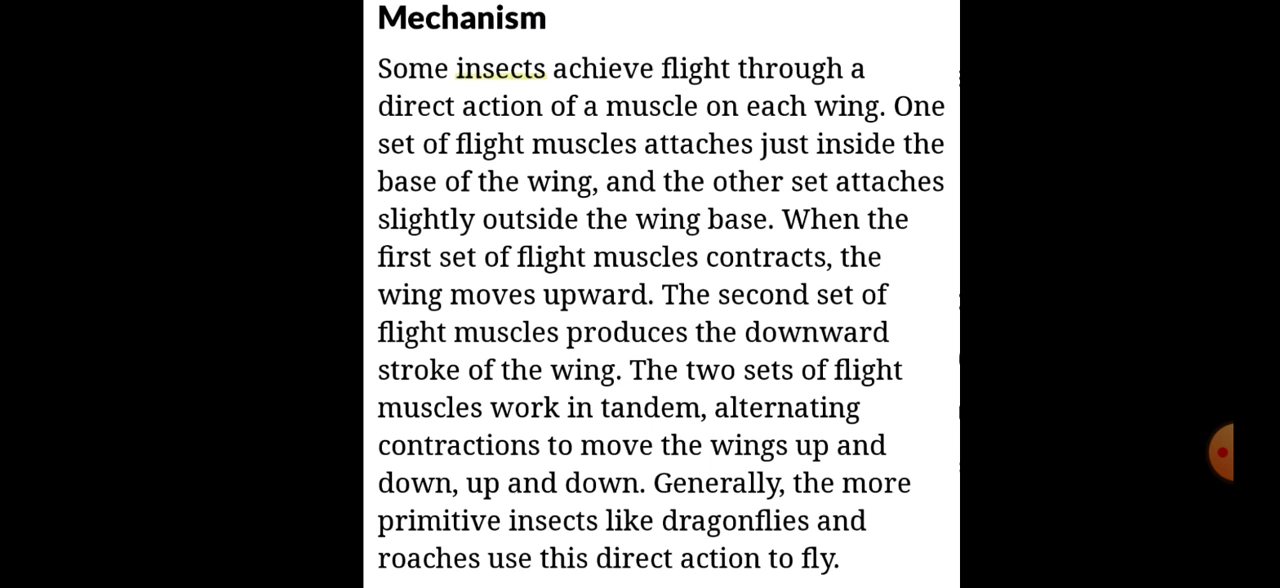 Mechanism
Some insects achieve flight through a
direct action of a muscle on each wing. One
set of flight muscles attaches just inside the
base of the wing, and the other set attaches
slightly outside the wing base. When the
first set of flight muscles contracts, the
wing moves upward. The second set of
flight muscles produces the downward
stroke of the wing. The two sets of flight
muscles work in tandem, alternating
contractions to move the wings up and
down, up and down. Generally, the more
primitive insects like dragonflies and
roaches use this direct action to fly.